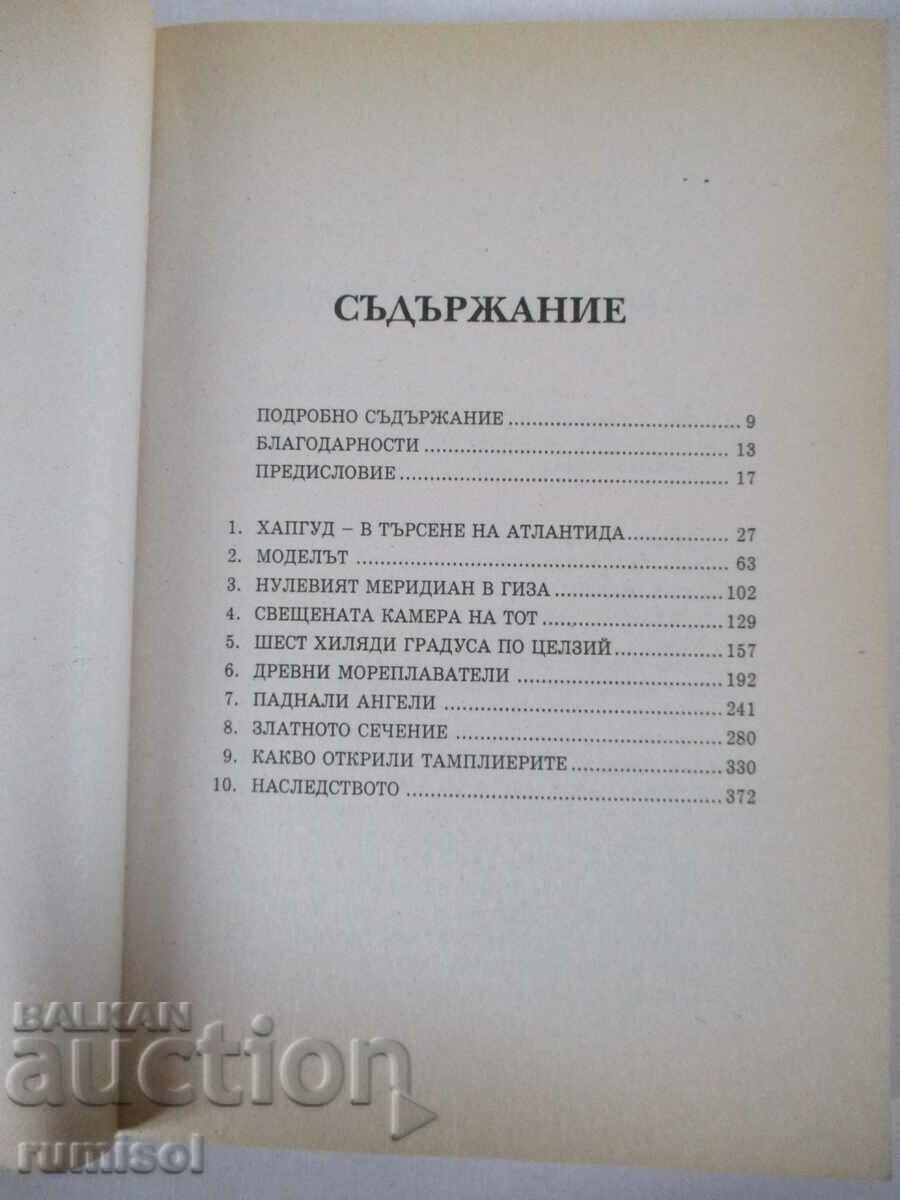 СЪДЪРЖАНИЕ
ПОДРОБНО СЪДЪРЖАНИЕ ........ 9
БЛАГОДАРНОСТИ ........ 13
ПРЕДИСЛОВИЕ ........ 17
1. ХАПГУД – В ТЪРСЕНЕ НА АТЛАНТИДА ........ 27
2. МОДЕЛЪТ ........ 63
3. НУЛЕВИЯТ МЕРИДИАН В ГИЗА ........ 102
4. СВЕЩЕНАТА КАМЕРА НА ТОТ ........ 129
5. ШЕСТ ХИЛЯДИ ГРАДУСА ПО ЦЕЛЗИЙ ........ 157
6. ДРЕВНИ МОРЕПЛАВАТЕЛИ ........ 192
7. ПАДНАЛИ АНГЕЛИ ........ 241
8. ЗЛАТНОТО СЕЧЕНИЕ ........ 280
9. КАКВО ОТКРИЛИ ТАМПЛИЕРИТЕ ........ 330
10. НАСЛЕДСТВОТО ........ 372
BALKAN
auction
rumisol